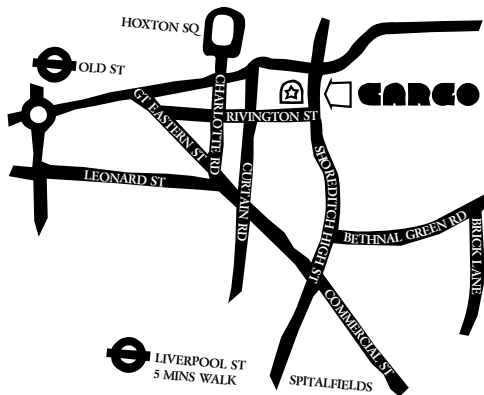 HOXTON SQ
OLD ST
CARGO
GT EASTERN ST
CHARLOTTE RD
RIVINGTON ST
LEONARD ST
CURTAIN RD
SHOREDITCH HIGH ST
BETHNAL GREEN RD
BRICK LANE
COMMERCIAL ST
LIVERPOOL ST
5 MINS WALK
SPITALFIELDS